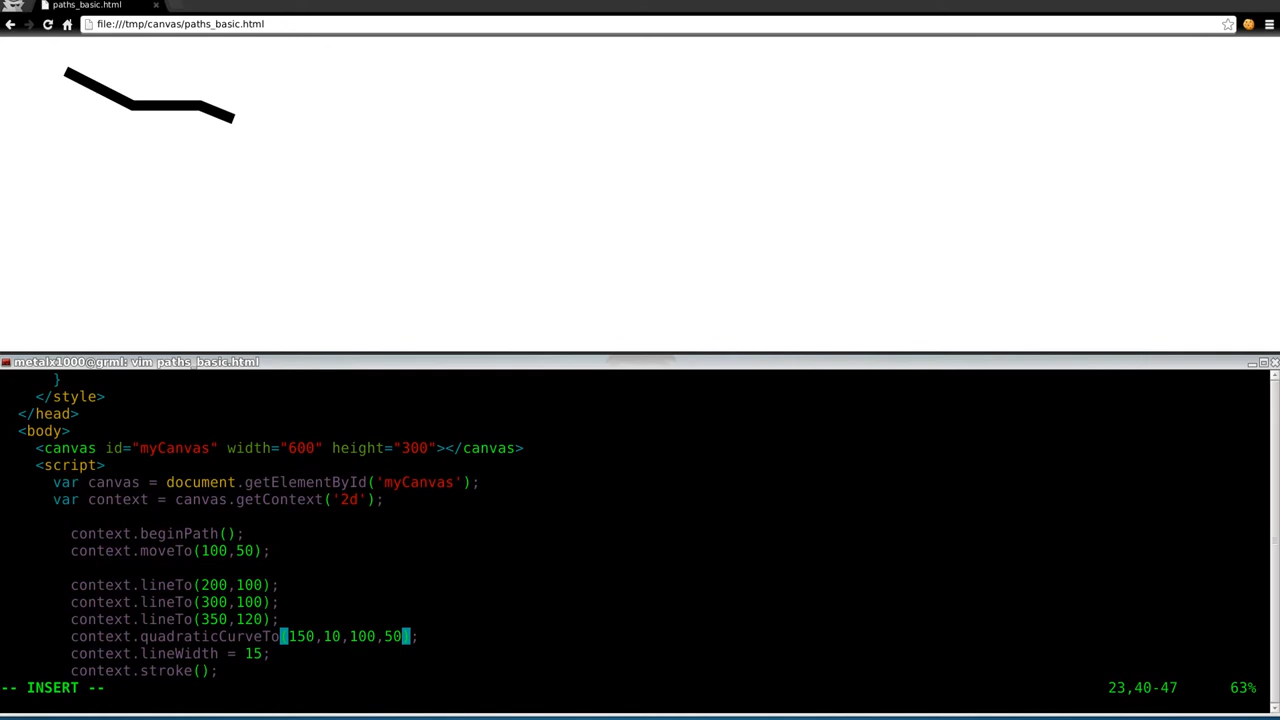 paths_basic.html
file:///tmp/canvas/paths_basic.html
metalx1000@grml: vim paths_basic.html
}
</style>
</head>
<body>
<canvas id="myCanvas" width="600" height="300"></canvas>
<script>
var canvas = document.getElementById('myCanvas');
var context = canvas.getContext('2d');
context.beginPath();
context.moveTo(100,50);
context.lineTo(200,100);
context.lineTo(300,100);
context.lineTo(350,120);
context.quadraticCurveTo(150,10,100,50);
context.lineWidth = 15;
context.stroke();
-- INSERT -- 23,40-47 63%